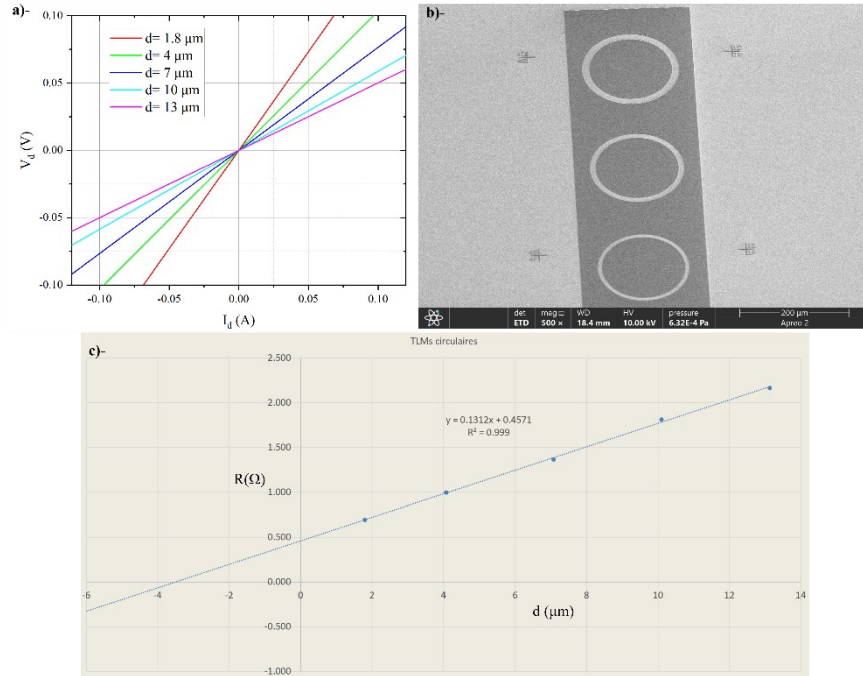 a)-
d= 1.8 µm
d= 4 µm
d= 7 µm
d= 10 µm
d= 13 µm
0.10
0.05
0.00
-0.05
-0.10
V_d (V)
-0.10 -0.05 0.00 0.05 0.10
I_d (A)
b)-
det mag □ WD HV pressure 200 µm
ETD 500 × 18.4 mm 10.00 kV 6.32E-4 Pa Apreo 2
c)-
TLMs circulaires
2.500
2.000
1.500
1.000
0.500
0.000
-0.500
-1.000
R(Ω)
y = 0.1312x + 0.4571
R² = 0.999
-6 -4 -2 0 2 4 6 8 10 12 14
d (µm)